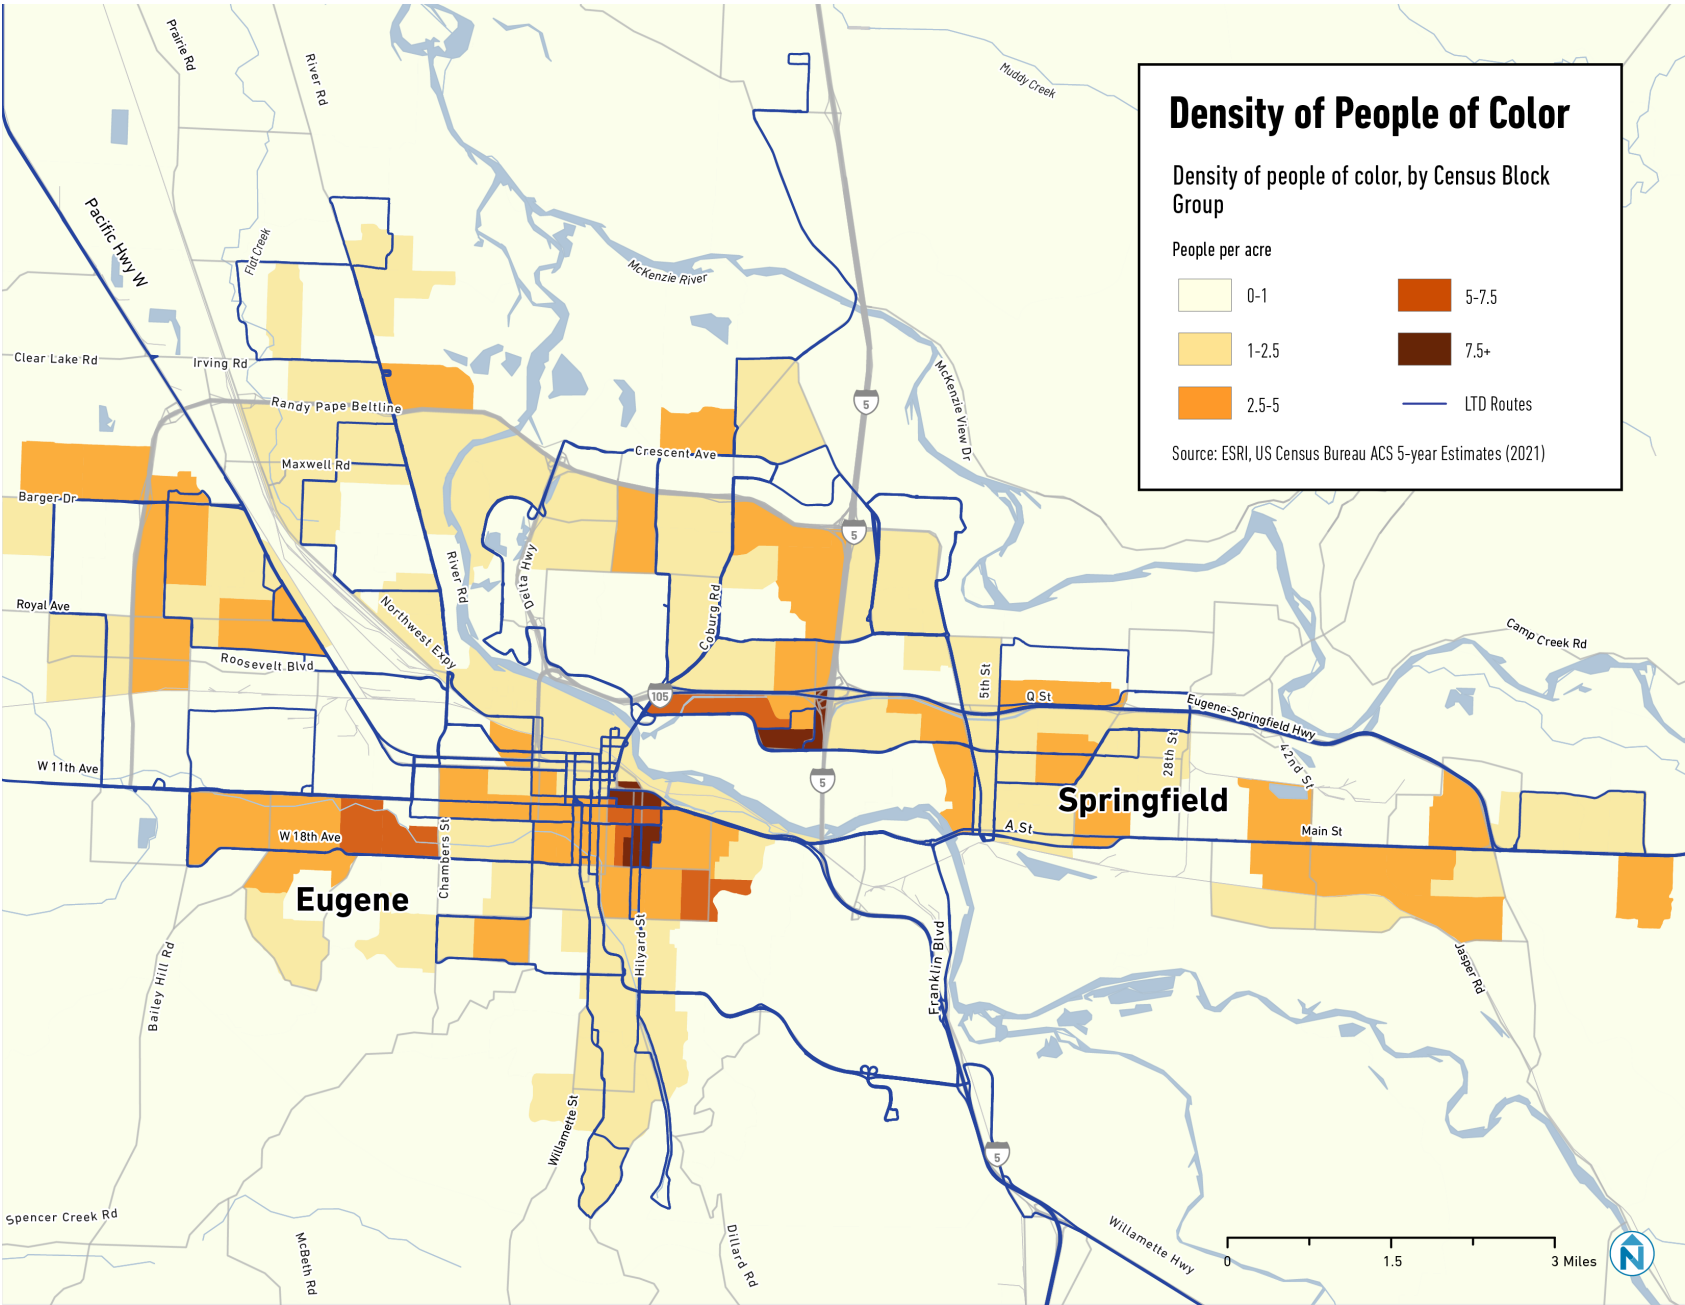 Density of People of Color
Density of people of color, by Census Block
Group
People per acre
0-1
5-7.5
1-2.5
7.5+
2.5-5
LTD Routes
Source: ESRI, US Census Bureau ACS 5-year Estimates (2021)
Prairie Rd
River Rd
Muddy Creek
Pacific Hwy W
Flat Creek
McKenzie River
Clear Lake Rd
Irving Rd
McKenzie View Dr
5
Randy Pape Beltline
Crescent Ave
Maxwell Rd
Barger Dr
5
River Rd
Delta Hwy
Royal Ave
Northwest Expy
Coburg Rd
Camp Creek Rd
Roosevelt Blvd
5th St
105
Q St
Eugene-Springfield Hwy
28th St
42nd St
W 11th Ave
5
Springfield
A St
Main St
W 18th Ave
Chambers St
Eugene
Hilyard St
Franklin Blvd
Bailey Hill Rd
Jasper Rd
Willamette St
5
Spencer Creek Rd
McBeth Rd
Dillard Rd
Willamette Hwy
0
1.5
3 Miles
N